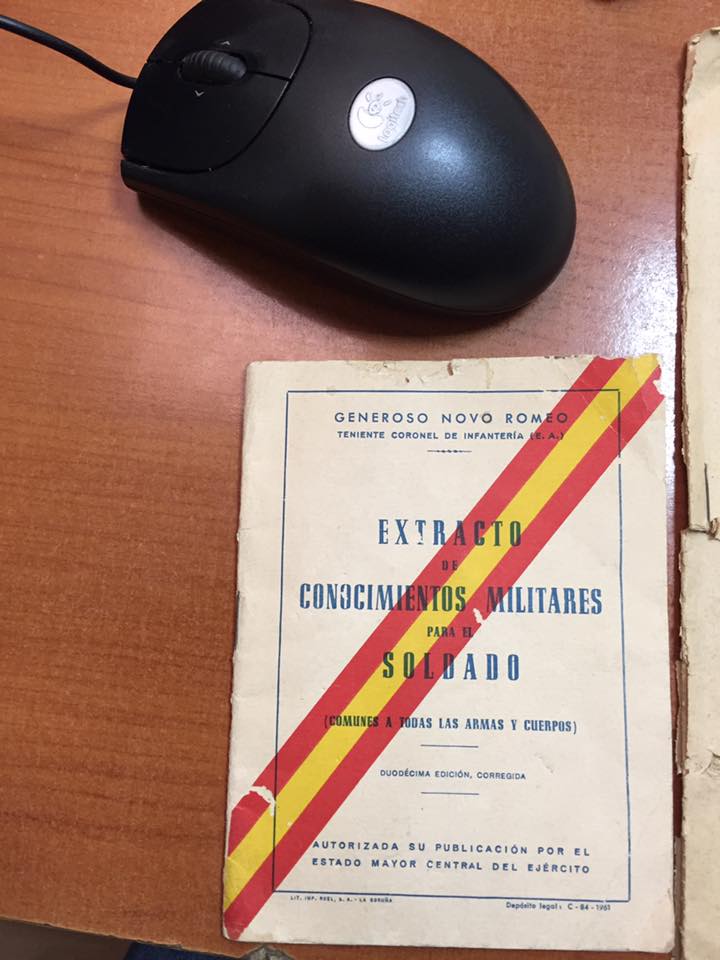 Logitech
GENEROSO NOVO ROMEO
TENIENTE CORONEL DE INFANTERÍA (E. A.)
EXTRACTO
DE
CONOCIMIENTOS MILITARES
PARA EL
SOLDADO
(COMUNES A TODAS LAS ARMAS Y CUERPOS)
DUODÉCIMA EDICIÓN, CORREGIDA
AUTORIZADA SU PUBLICACIÓN POR EL
ESTADO MAYOR CENTRAL DEL EJÉRCITO
LIT. IMP. ROEL, S. A. - LA CORUÑA
Depósito legal: C - 84 - 1961